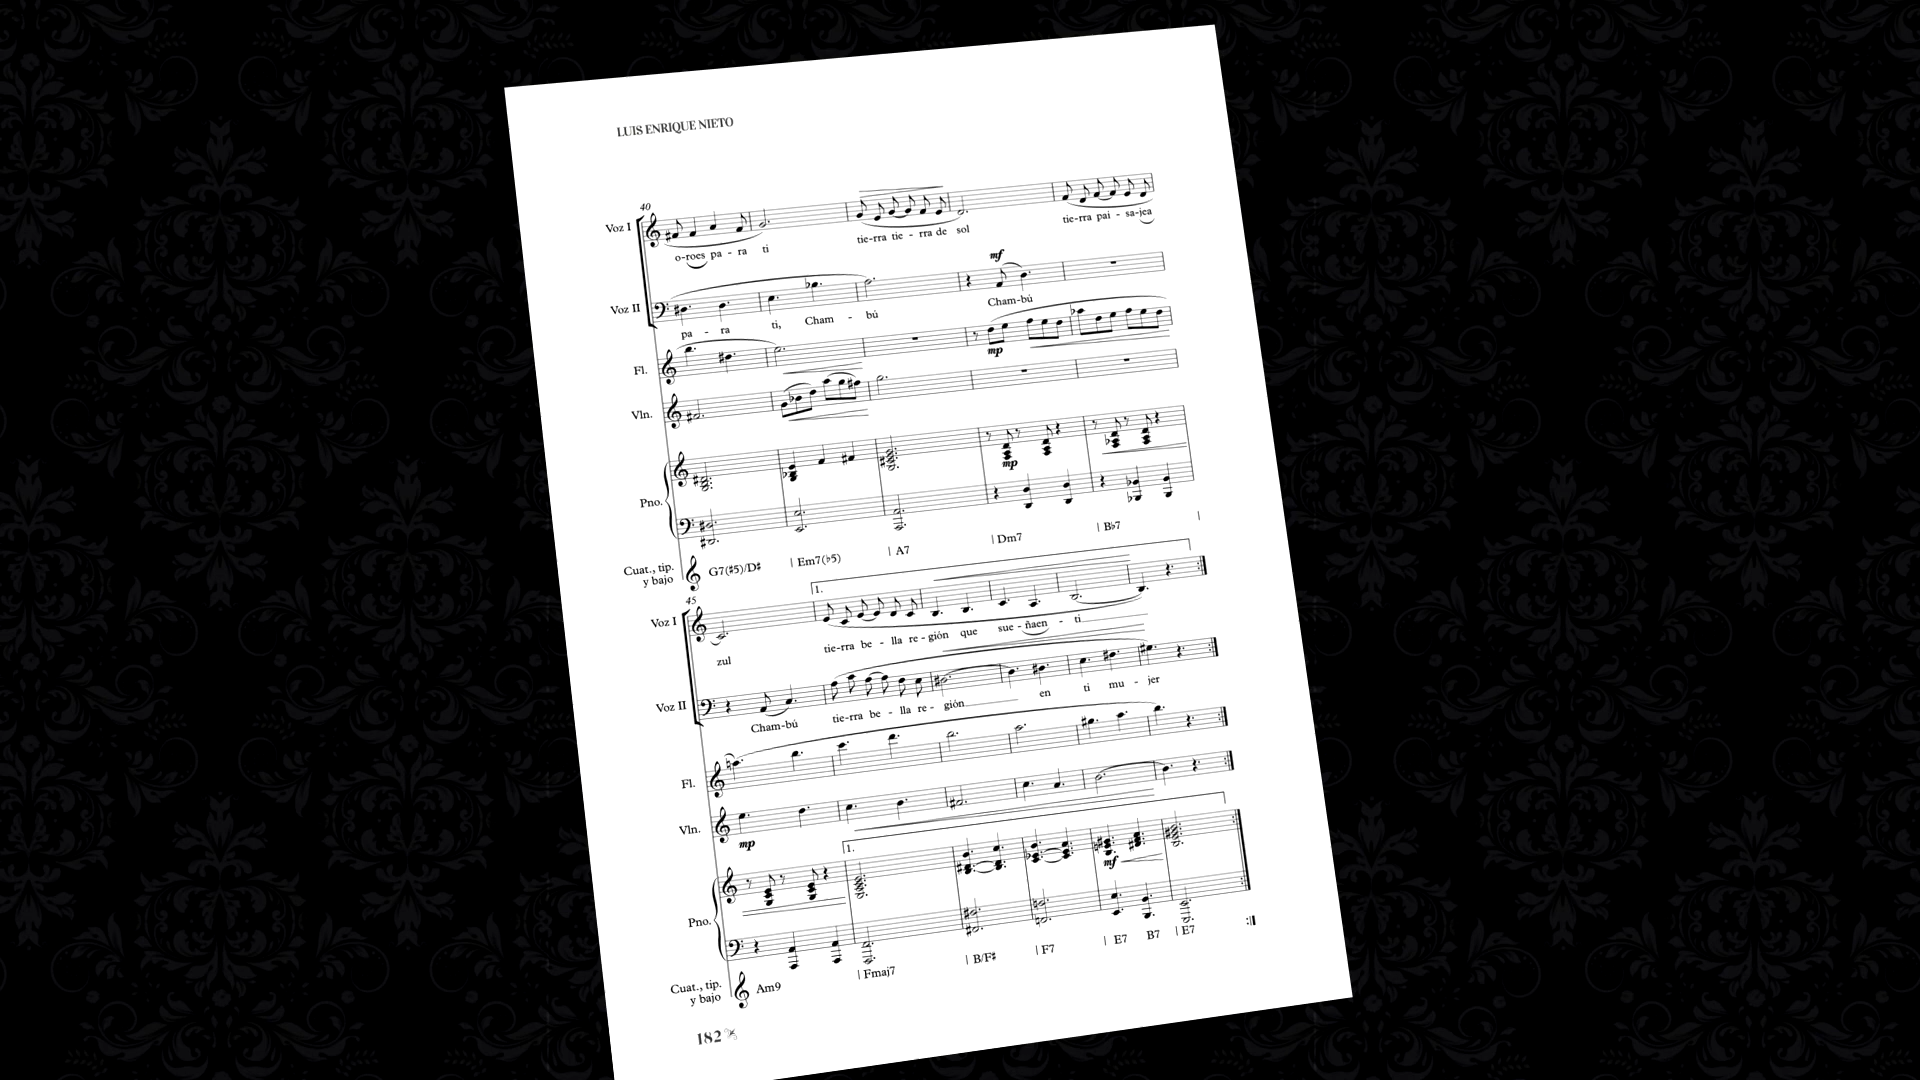 LUIS ENRIQUE NIETO
40
Voz I
o-roes pa - ra ti tie-rra tie - rra de sol tie-rra pai - sa-jea
mf
Voz II
pa - ra ti, Cham - bú Cham-bú
Fl.
mp
Vln.
Pno.
mp
Cuat., tip.
y bajo
G7(♯5)/D♯ | Em7(♭5) | A7 | Dm7 | B♭7 |
45
1.
Voz I
zul tie-rra be - lla re - gión que sue - ñaen - ti
Voz II
Cham-bú tie-rra be - lla re - gión en ti mu - jer
Fl.
Vln.
mp
1.
Pno.
mf
Cuat., tip.
y bajo
Am9 | Fmaj7 | B/F♯ | F7 | E7 B7 | E7 :||
182